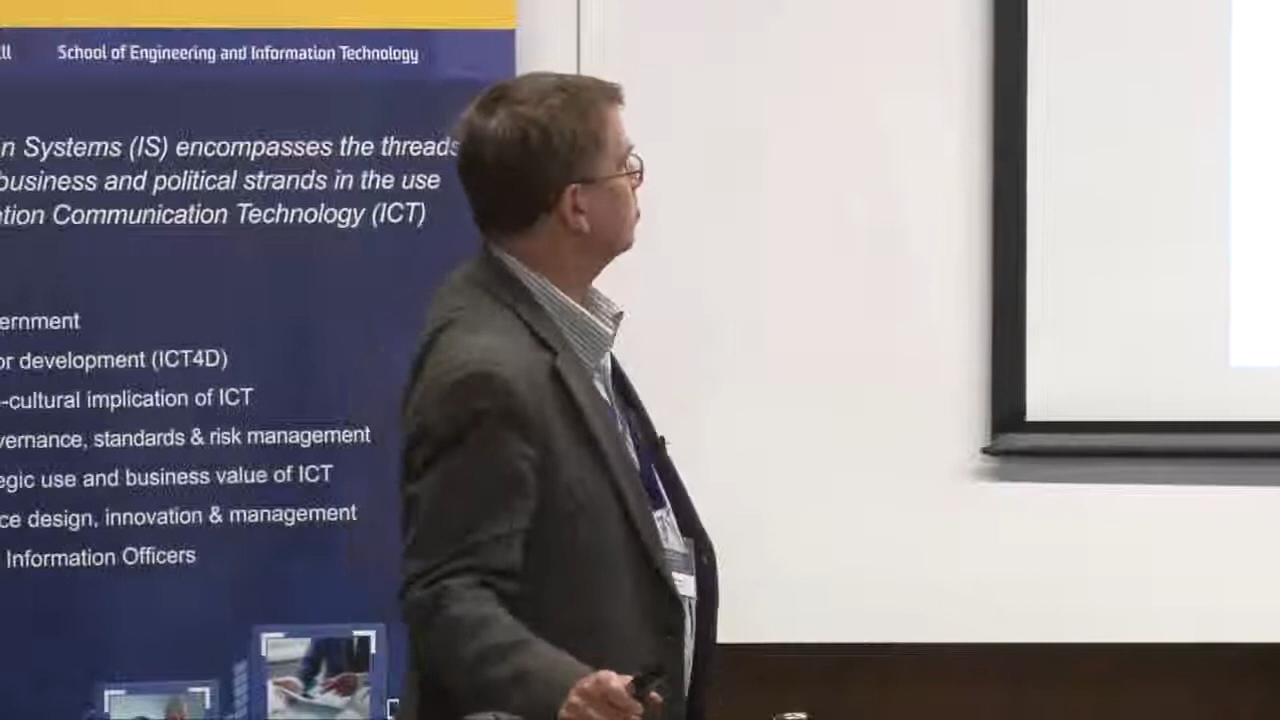 ll School of Engineering and Information Technology
n Systems (IS) encompasses the threads
business and political strands in the use
tion Communication Technology (ICT)
ernment
or development (ICT4D)
-cultural implication of ICT
vernance, standards & risk management
egic use and business value of ICT
ce design, innovation & management
Information Officers